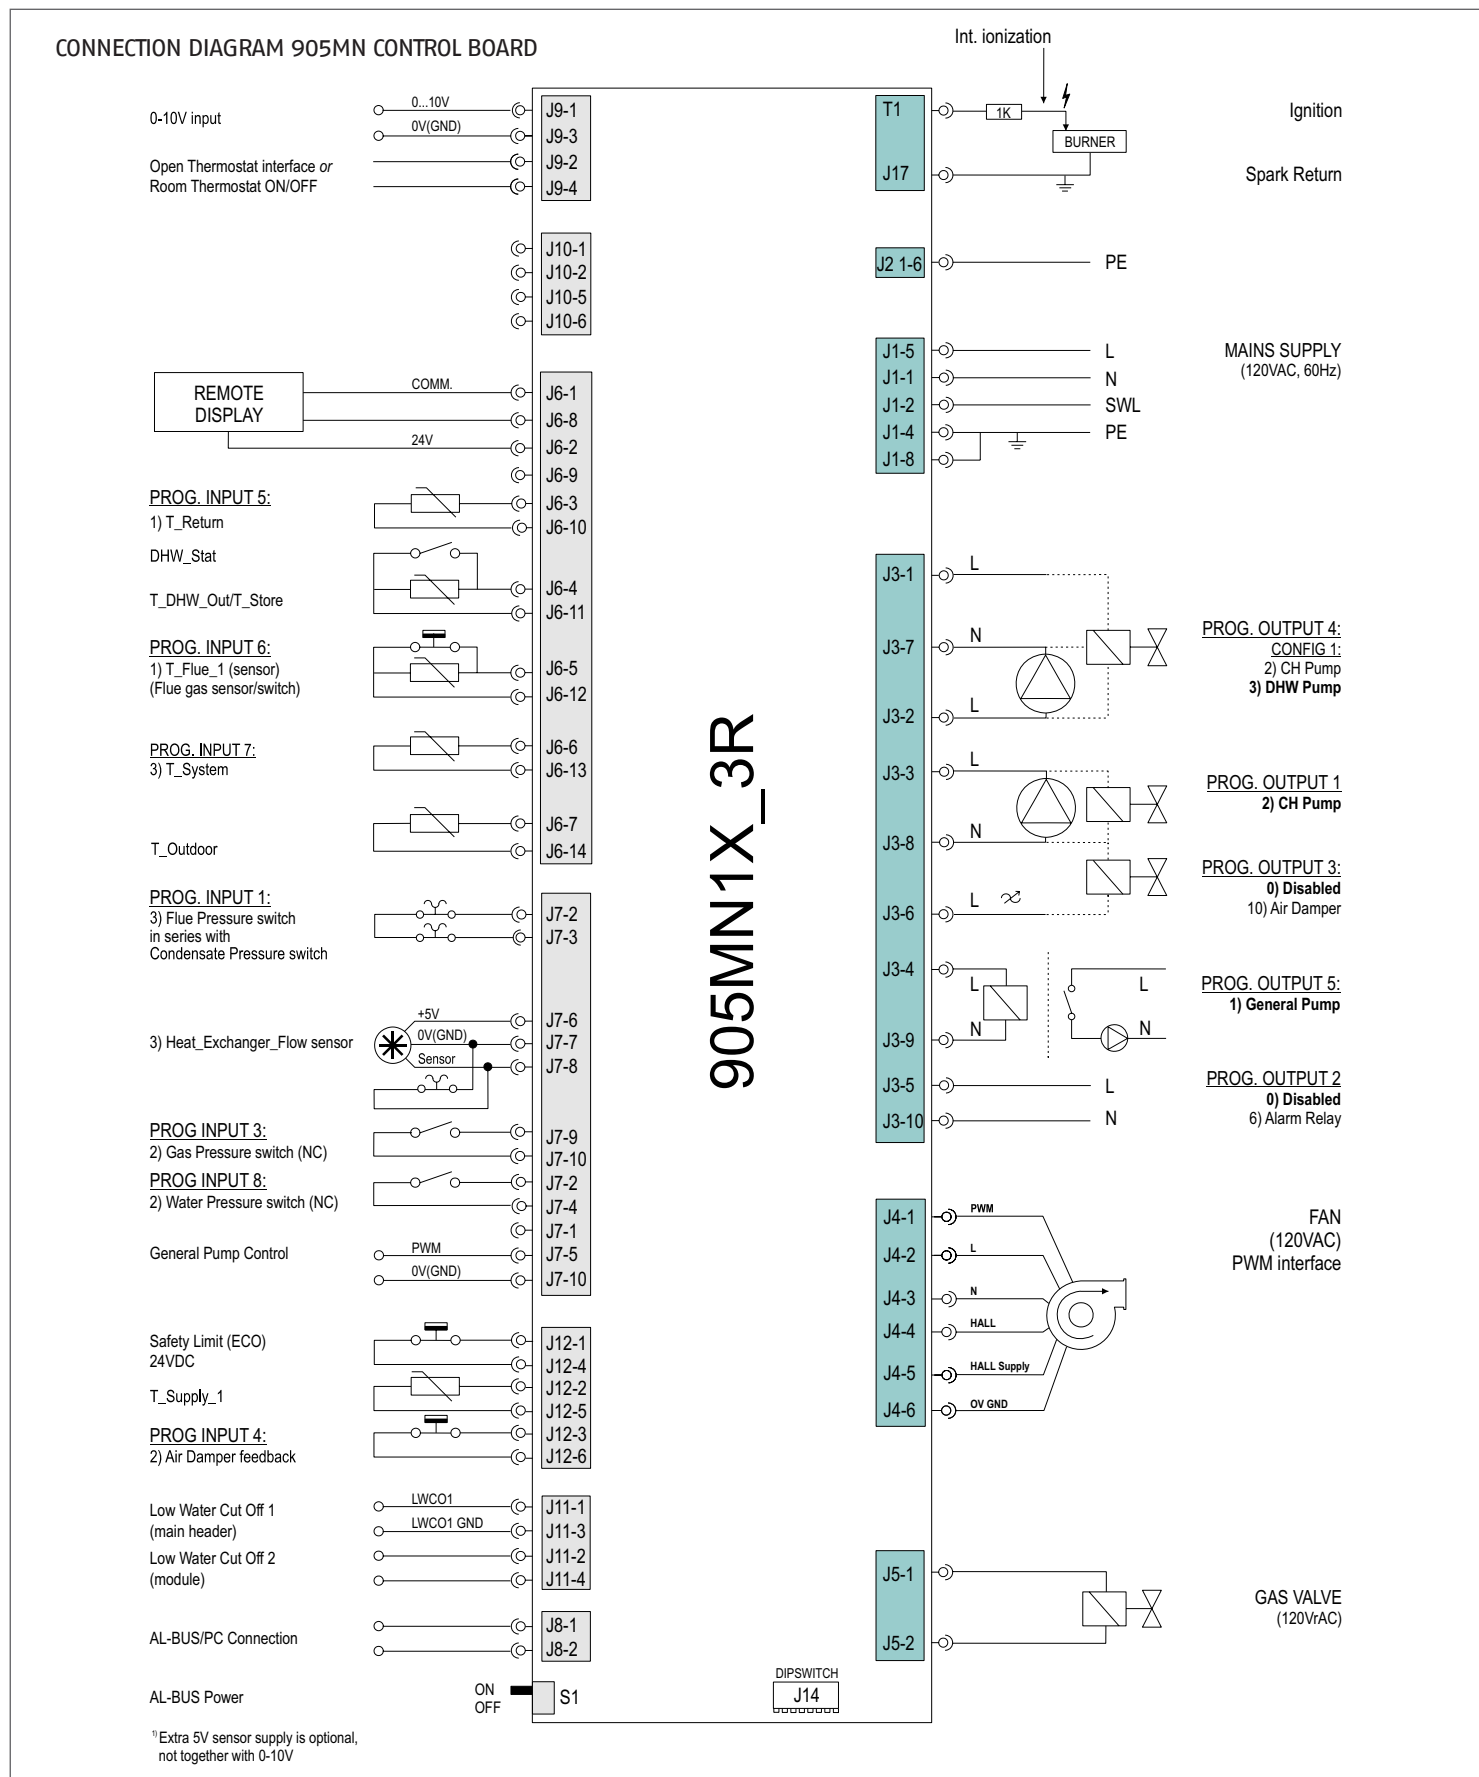 CONNECTION DIAGRAM 905MN CONTROL BOARD
Int. ionization
0-10V input
0...10V
0V(GND)
J9-1
J9-3
Open Thermostat interface or
Room Thermostat ON/OFF
J9-2
J9-4
J10-1
J10-2
J10-5
J10-6
REMOTE
DISPLAY
COMM.
24V
J6-1
J6-8
J6-2
J6-9
PROG. INPUT 5:
1) T_Return
J6-3
J6-10
DHW_Stat
T_DHW_Out/T_Store
J6-4
J6-11
PROG. INPUT 6:
1) T_Flue_1 (sensor)
(Flue gas sensor/switch)
J6-5
J6-12
PROG. INPUT 7:
3) T_System
J6-6
J6-13
T_Outdoor
J6-7
J6-14
PROG. INPUT 1:
3) Flue Pressure switch
in series with
Condensate Pressure switch
J7-2
J7-3
3) Heat_Exchanger_Flow sensor
+5V
0V(GND)
Sensor
J7-6
J7-7
J7-8
PROG INPUT 3:
2) Gas Pressure switch (NC)
J7-9
J7-10
PROG INPUT 8:
2) Water Pressure switch (NC)
J7-2
J7-4
J7-1
General Pump Control
PWM
0V(GND)
J7-5
J7-10
Safety Limit (ECO)
24VDC
J12-1
J12-4
T_Supply_1
J12-2
J12-5
PROG INPUT 4:
2) Air Damper feedback
J12-3
J12-6
Low Water Cut Off 1
(main header)
LWCO1
LWCO1 GND
J11-1
J11-3
Low Water Cut Off 2
(module)
J11-2
J11-4
AL-BUS/PC Connection
J8-1
J8-2
AL-BUS Power
ON
OFF
S1
1) Extra 5V sensor supply is optional,
not together with 0-10V
905MN1X_3R
DIPSWITCH
J14
T1
1K
BURNER
Ignition
J17
Spark Return
J2 1-6
PE
J1-5
L
J1-1
N
J1-2
SWL
J1-4
PE
J1-8
MAINS SUPPLY
(120VAC, 60Hz)
J3-1
L
J3-7
N
J3-2
L
PROG. OUTPUT 4:
CONFIG 1:
2) CH Pump
3) DHW Pump
J3-3
L
J3-8
N
PROG. OUTPUT 1
2) CH Pump
J3-6
L
PROG. OUTPUT 3:
0) Disabled
10) Air Damper
J3-4
L
J3-9
N
L
N
PROG. OUTPUT 5:
1) General Pump
J3-5
L
J3-10
N
PROG. OUTPUT 2
0) Disabled
6) Alarm Relay
J4-1
PWM
J4-2
L
J4-3
N
J4-4
HALL
J4-5
HALL Supply
J4-6
OV GND
FAN
(120VAC)
PWM interface
J5-1
J5-2
GAS VALVE
(120VrAC)